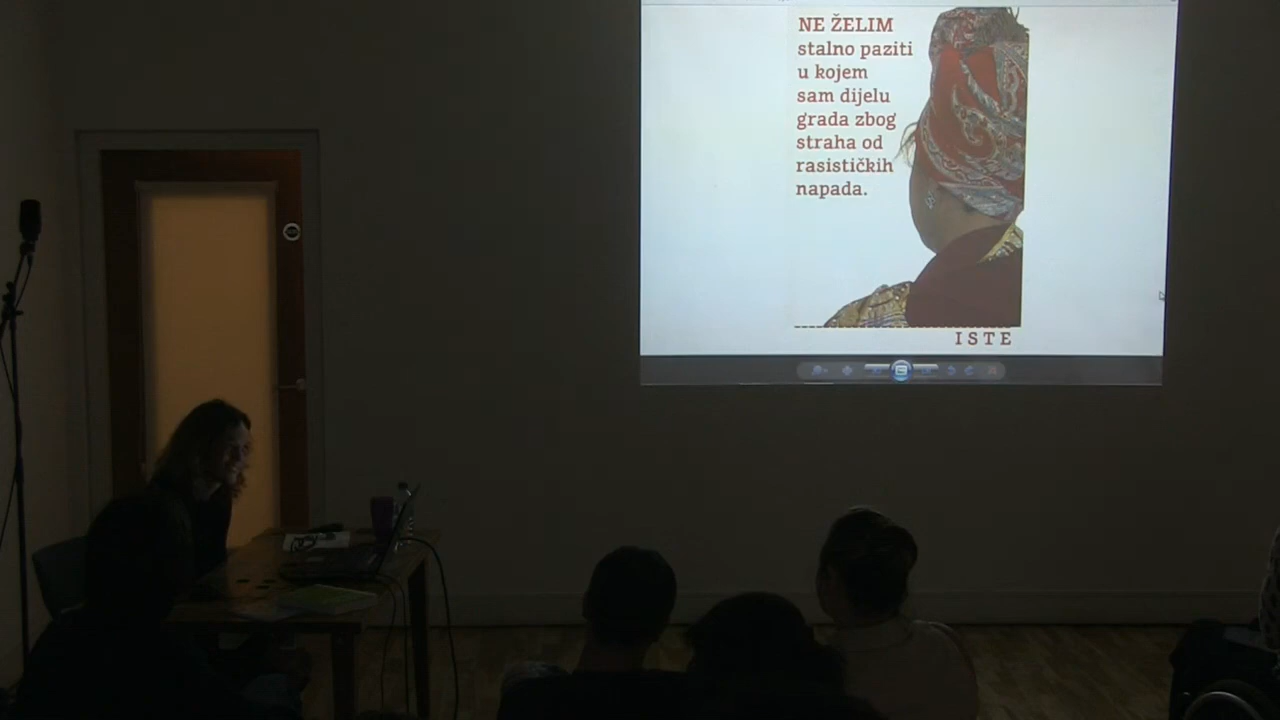 NE ŽELIM
stalno paziti
u kojem
sam dijelu
grada zbog
straha od
rasističkih
napada.
ISTE